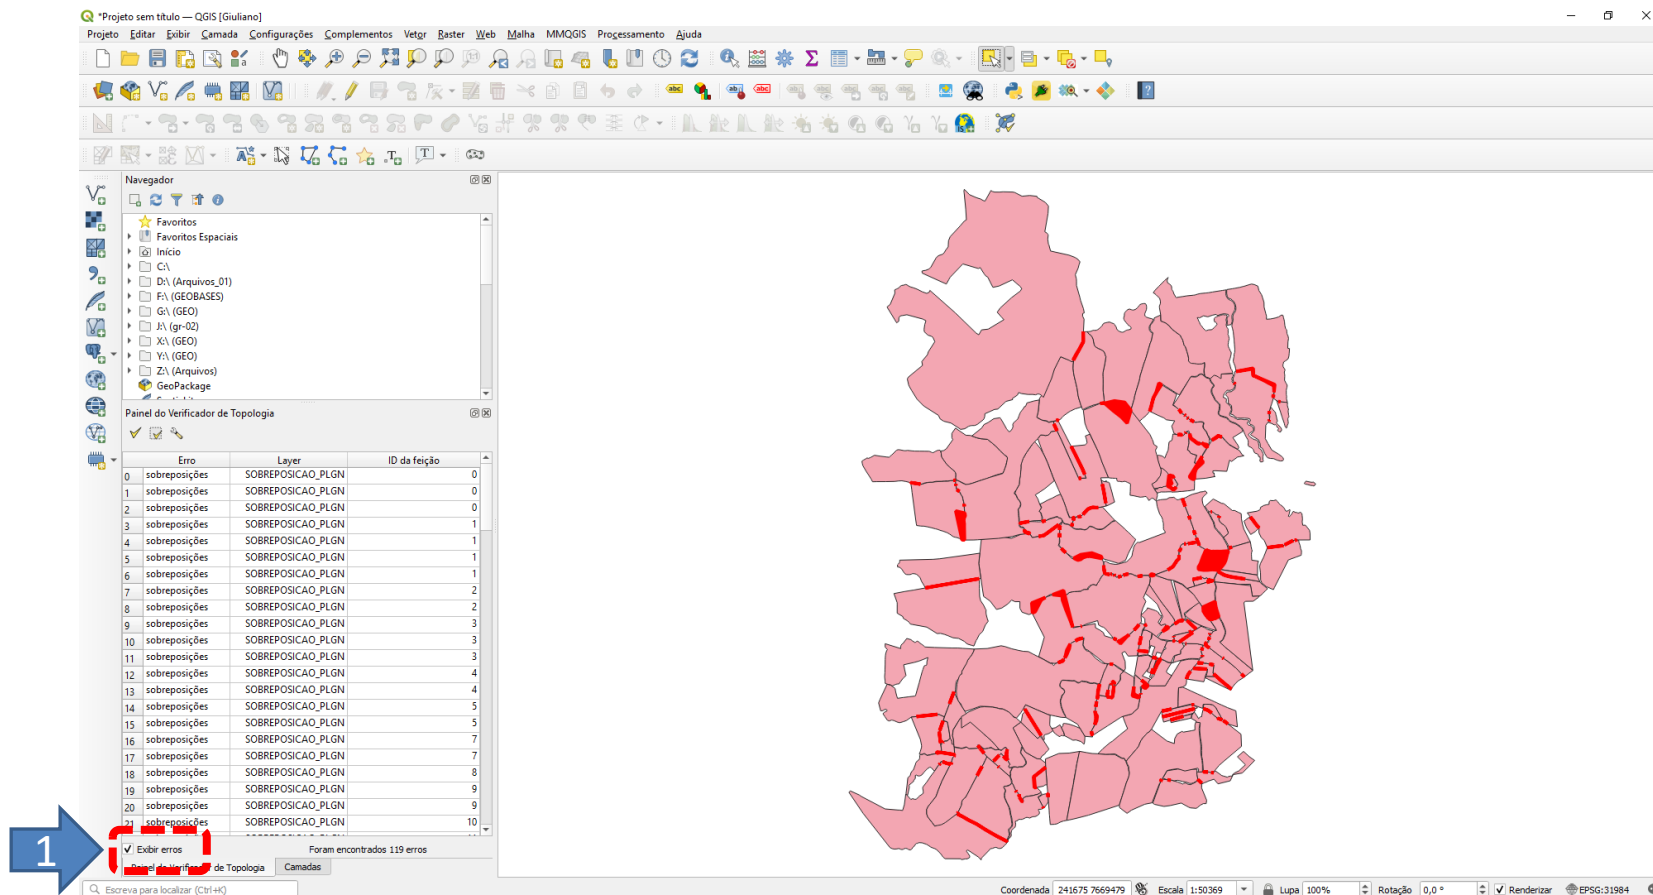 *Projeto sem título — QGIS [Giuliano]
Projeto Editar Exibir Camada Configurações Complementos Vetor Raster Web Malha MMQGIS Processamento Ajuda
Navegador
Favoritos
Favoritos Espaciais
Início
C:\
D:\ (Arquivos_01)
F:\ (GEOBASES)
G:\ (GEO)
J:\ (gr-02)
X:\ (GEO)
Y:\ (GEO)
Z:\ (Arquivos)
GeoPackage
Painel do Verificador de Topologia
Erro Layer ID da feição
0 sobreposições SOBREPOSICAO_PLGN 0
1 sobreposições SOBREPOSICAO_PLGN 0
2 sobreposições SOBREPOSICAO_PLGN 0
3 sobreposições SOBREPOSICAO_PLGN 1
4 sobreposições SOBREPOSICAO_PLGN 1
5 sobreposições SOBREPOSICAO_PLGN 1
6 sobreposições SOBREPOSICAO_PLGN 1
7 sobreposições SOBREPOSICAO_PLGN 2
8 sobreposições SOBREPOSICAO_PLGN 2
9 sobreposições SOBREPOSICAO_PLGN 3
10 sobreposições SOBREPOSICAO_PLGN 3
11 sobreposições SOBREPOSICAO_PLGN 3
12 sobreposições SOBREPOSICAO_PLGN 4
13 sobreposições SOBREPOSICAO_PLGN 4
14 sobreposições SOBREPOSICAO_PLGN 5
15 sobreposições SOBREPOSICAO_PLGN 5
16 sobreposições SOBREPOSICAO_PLGN 7
17 sobreposições SOBREPOSICAO_PLGN 7
18 sobreposições SOBREPOSICAO_PLGN 8
19 sobreposições SOBREPOSICAO_PLGN 9
20 sobreposições SOBREPOSICAO_PLGN 9
21 sobreposições SOBREPOSICAO_PLGN 10
1
Exibir erros Foram encontrados 119 erros
Painel do Verificador de Topologia Camadas
Escreva para localizar (Ctrl+K) Coordenada 241675 7669479 Escala 1:50369 Lupa 100% Rotação 0,0 ° Renderizar EPSG:31984